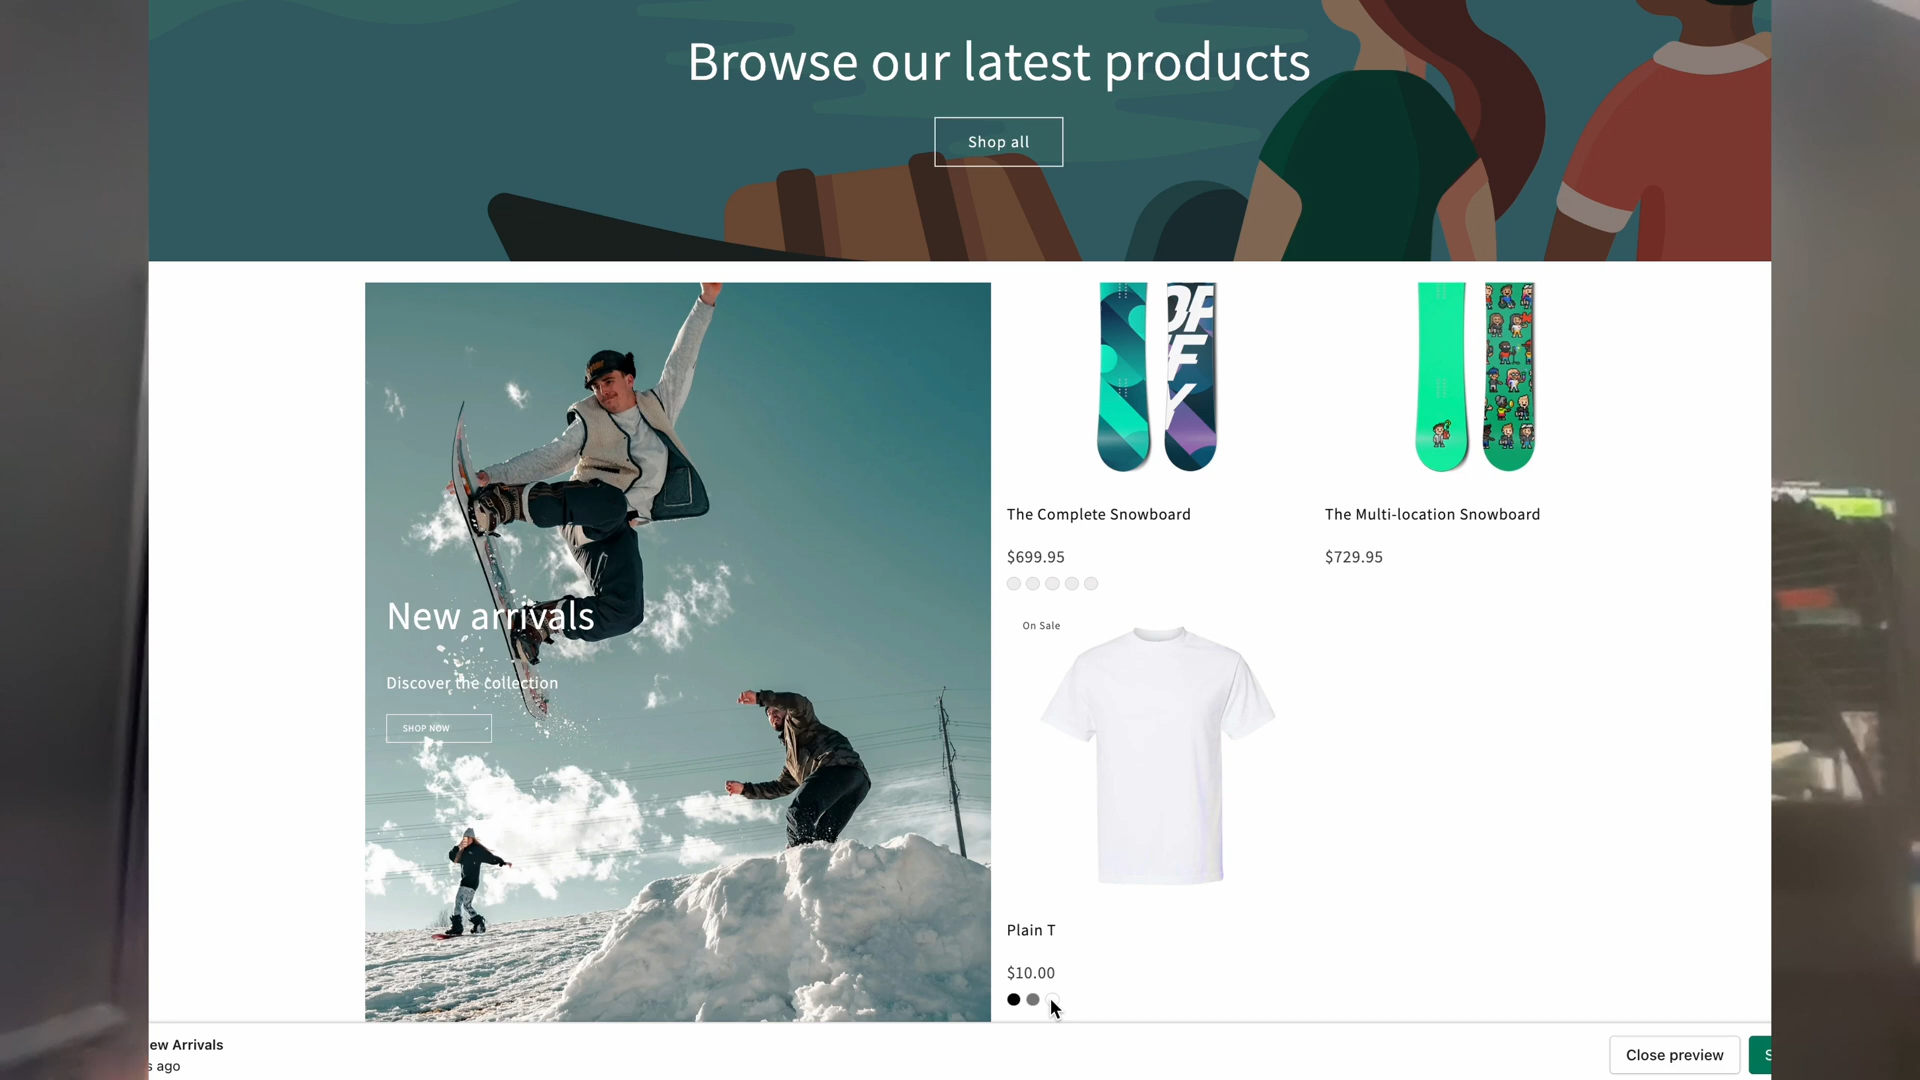 Browse our latest products
Shop all
The Complete Snowboard
$699.95
The Multi-location Snowboard
$729.95
New arrivals
Discover the collection
SHOP NOW
On Sale
Plain T
$10.00
ew Arrivals
s ago
Close preview